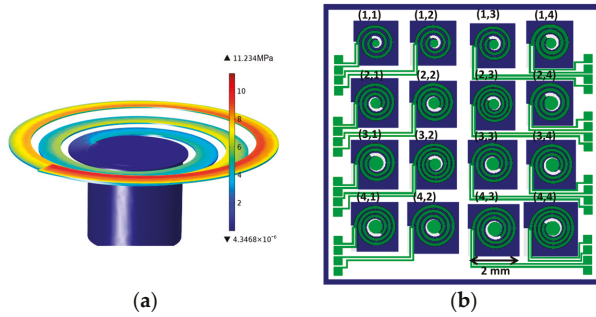 ▲ 11.234MPa
10
8
6
4
2
▼ 4.3468×10⁻⁶
(a)
(1,1) (1,2) (1,3) (1,4)
(2,1) (2,2) (2,3) (2,4)
(3,1) (3,2) (3,3) (3,4)
(4,1) (4,2) (4,3) (4,4)
2 mm
(b)